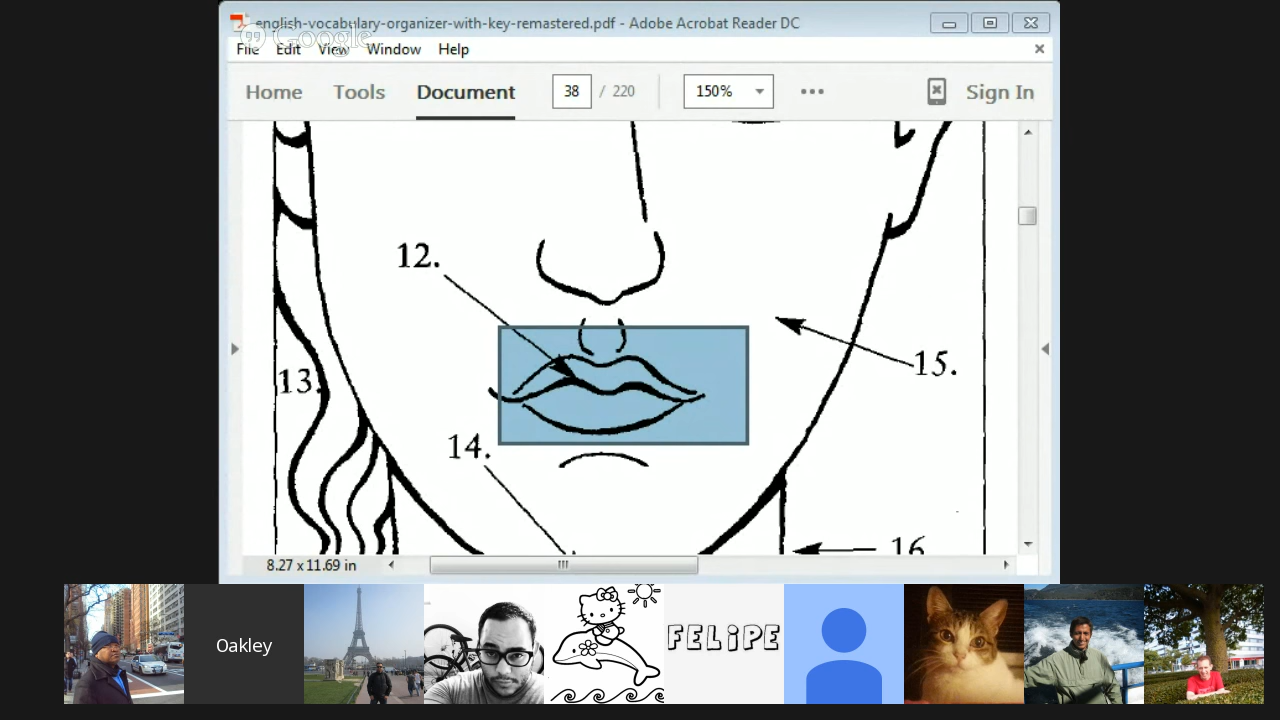 english-vocabulary-organizer-with-key-remastered.pdf - Adobe Acrobat Reader DC
Google
File Edit View Window Help
Home Tools Document 38 / 220 150% Sign In
12.
13.
15.
14.
16
8.27 x 11.69 in
Oakley
FELiPE